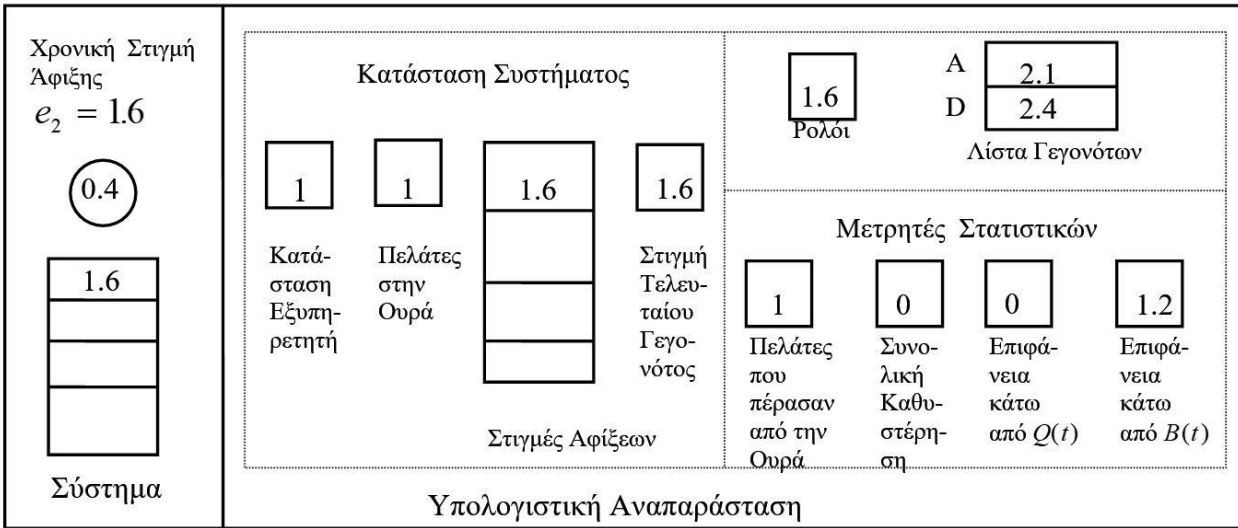 Χρονική Στιγμή
Άφιξης
e₂ = 1.6
0.4
1.6
Σύστημα
Κατάσταση Συστήματος
1
1
1.6
1.6
Κατά-
σταση
Εξυπη-
ρετητή
Πελάτες
στην
Ουρά
Στιγμές Αφίξεων
Στιγμή
Τελευ-
ταίου
Γεγο-
νότος
1.6
Ρολόι
A 2.1
D 2.4
Λίστα Γεγονότων
Μετρητές Στατιστικών
1
0
0
1.2
Πελάτες
που
πέρασαν
από την
Ουρά
Συνο-
λική
Καθυ-
στέρη-
ση
Επιφά-
νεια
κάτω
από Q(t)
Επιφά-
νεια
κάτω
από B(t)
Υπολογιστική Αναπαράσταση